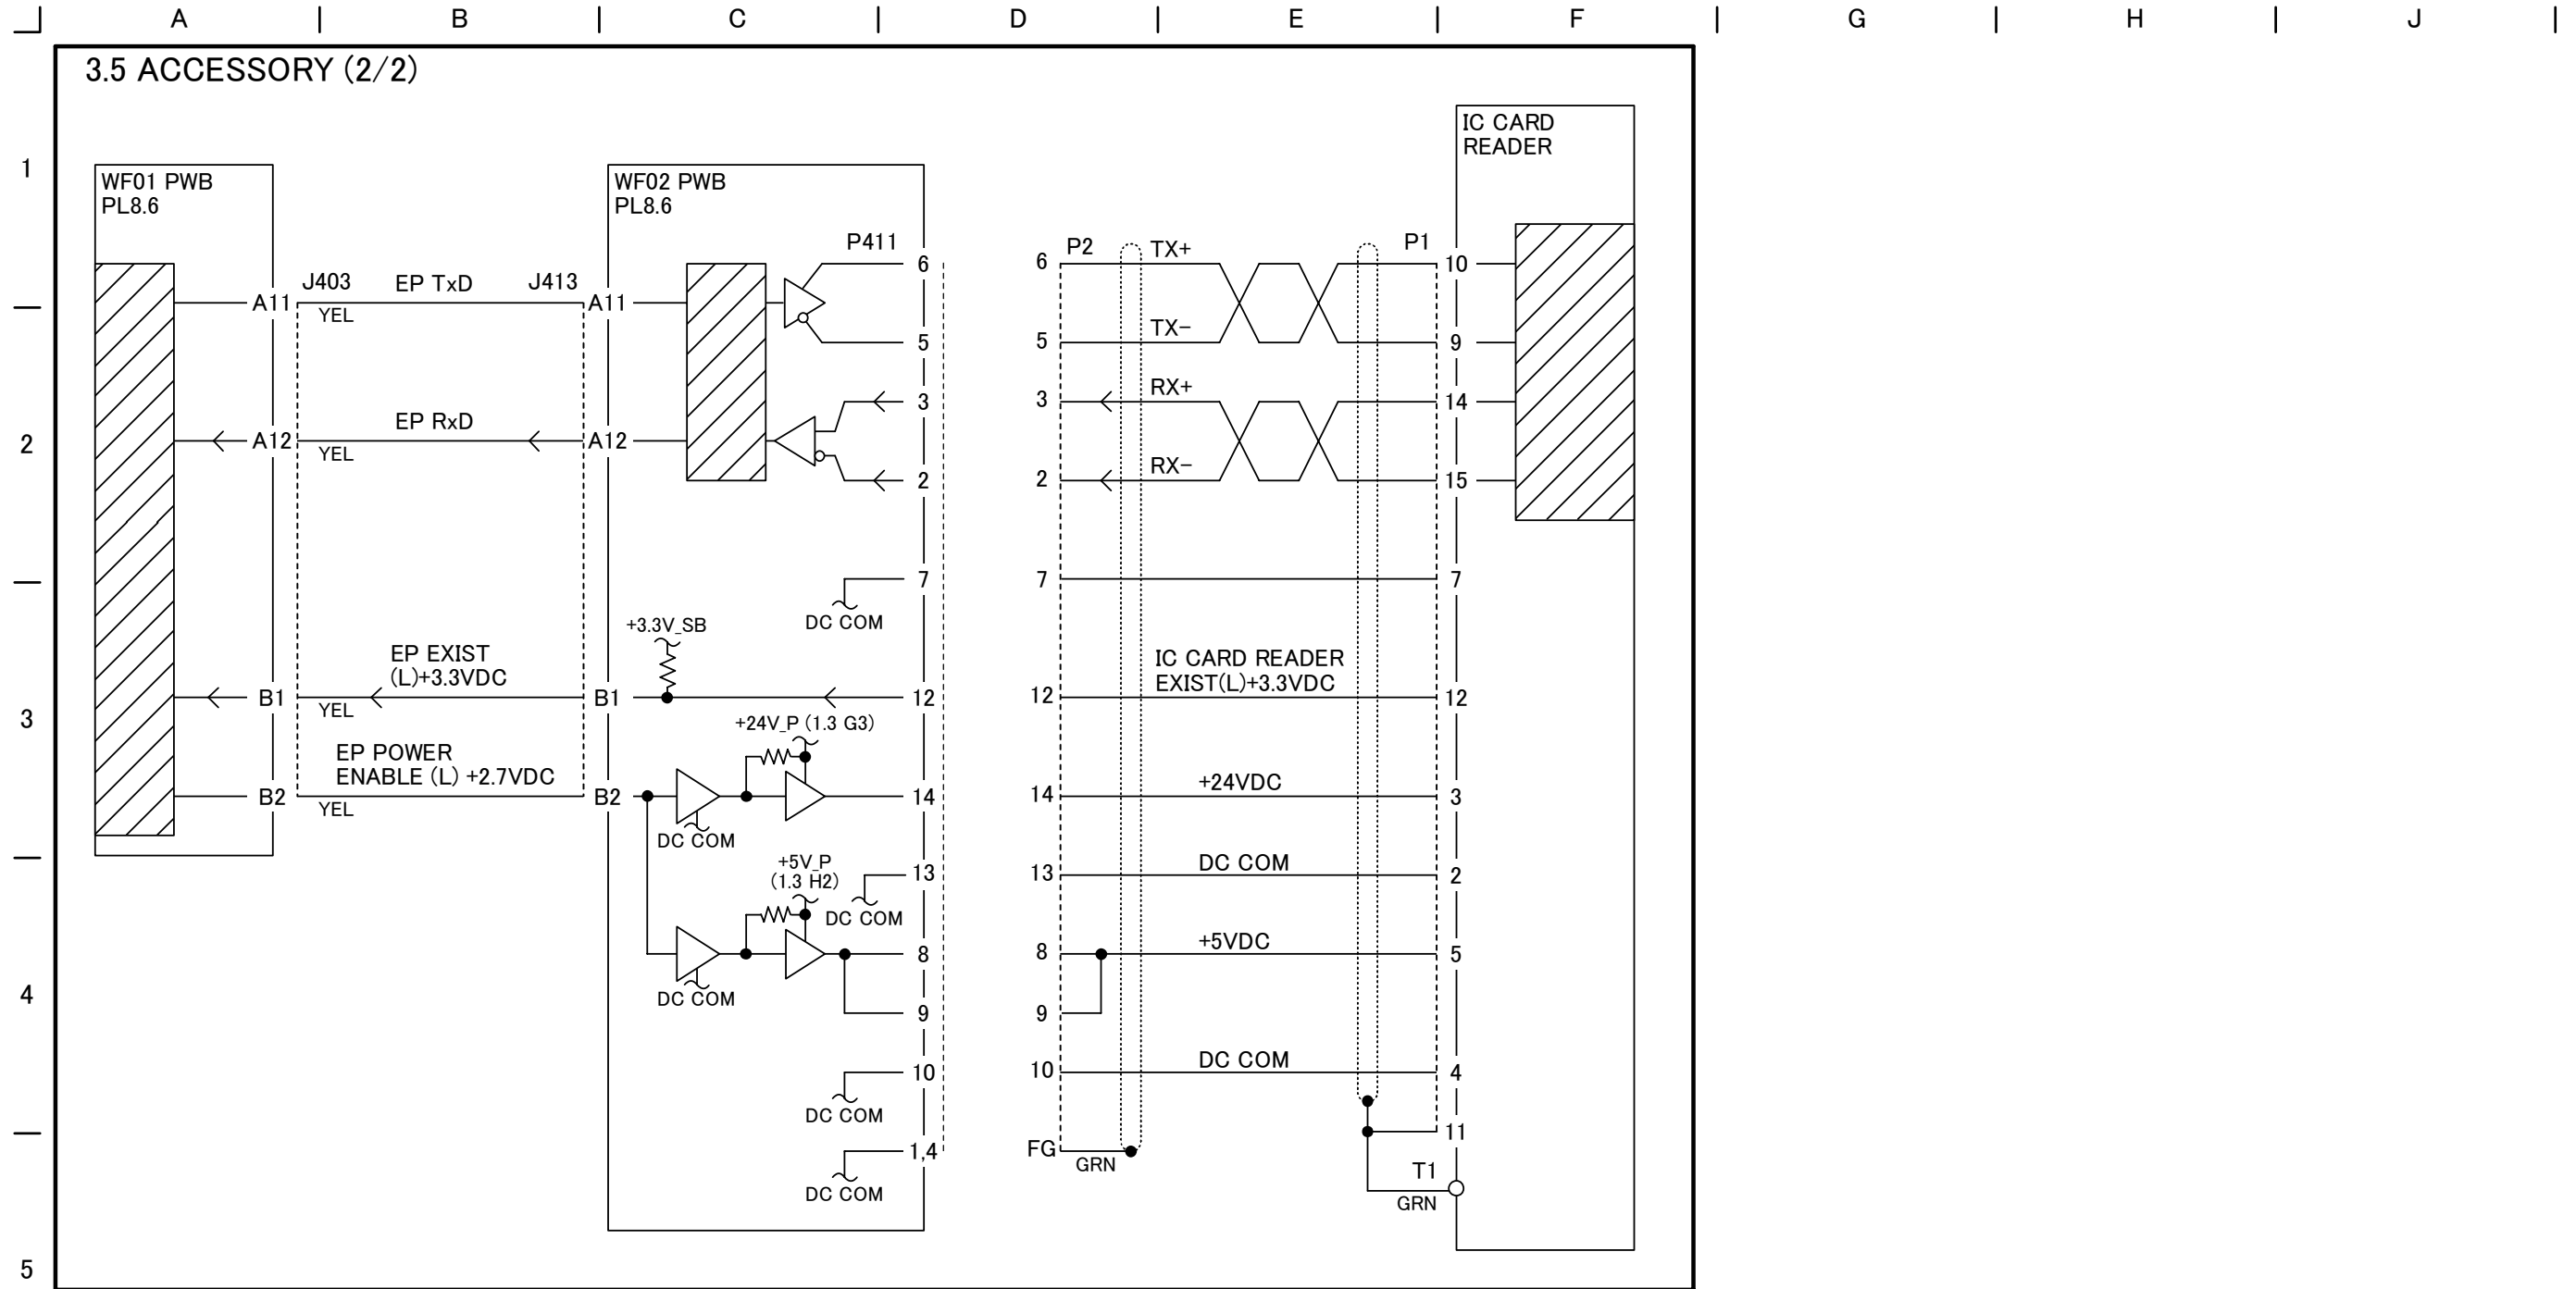 A B C D E F G H J
3.5 ACCESSORY (2/2)
1
2
3
4
5
WF01 PWB
PL8.6
A11
A12
B1
B2
J403
EP TxD
J413
YEL
EP RxD
YEL
EP EXIST
(L)+3.3VDC
YEL
EP POWER
ENABLE (L) +2.7VDC
YEL
WF02 PWB
PL8.6
A11
A12
B1
B2
P411
6
5
3
2
7
DC COM
+3.3V_SB
12
+24V_P (1.3 G3)
14
DC COM
+5V_P
(1.3 H2)
13
DC COM
8
DC COM
9
10
DC COM
1,4
DC COM
P2
6
5
3
2
7
12
14
13
8
9
10
FG
GRN
TX+
TX-
RX+
RX-
IC CARD READER
EXIST(L)+3.3VDC
+24VDC
DC COM
+5VDC
DC COM
P1
10
9
14
15
7
12
3
2
5
4
11
T1
GRN
IC CARD
READER